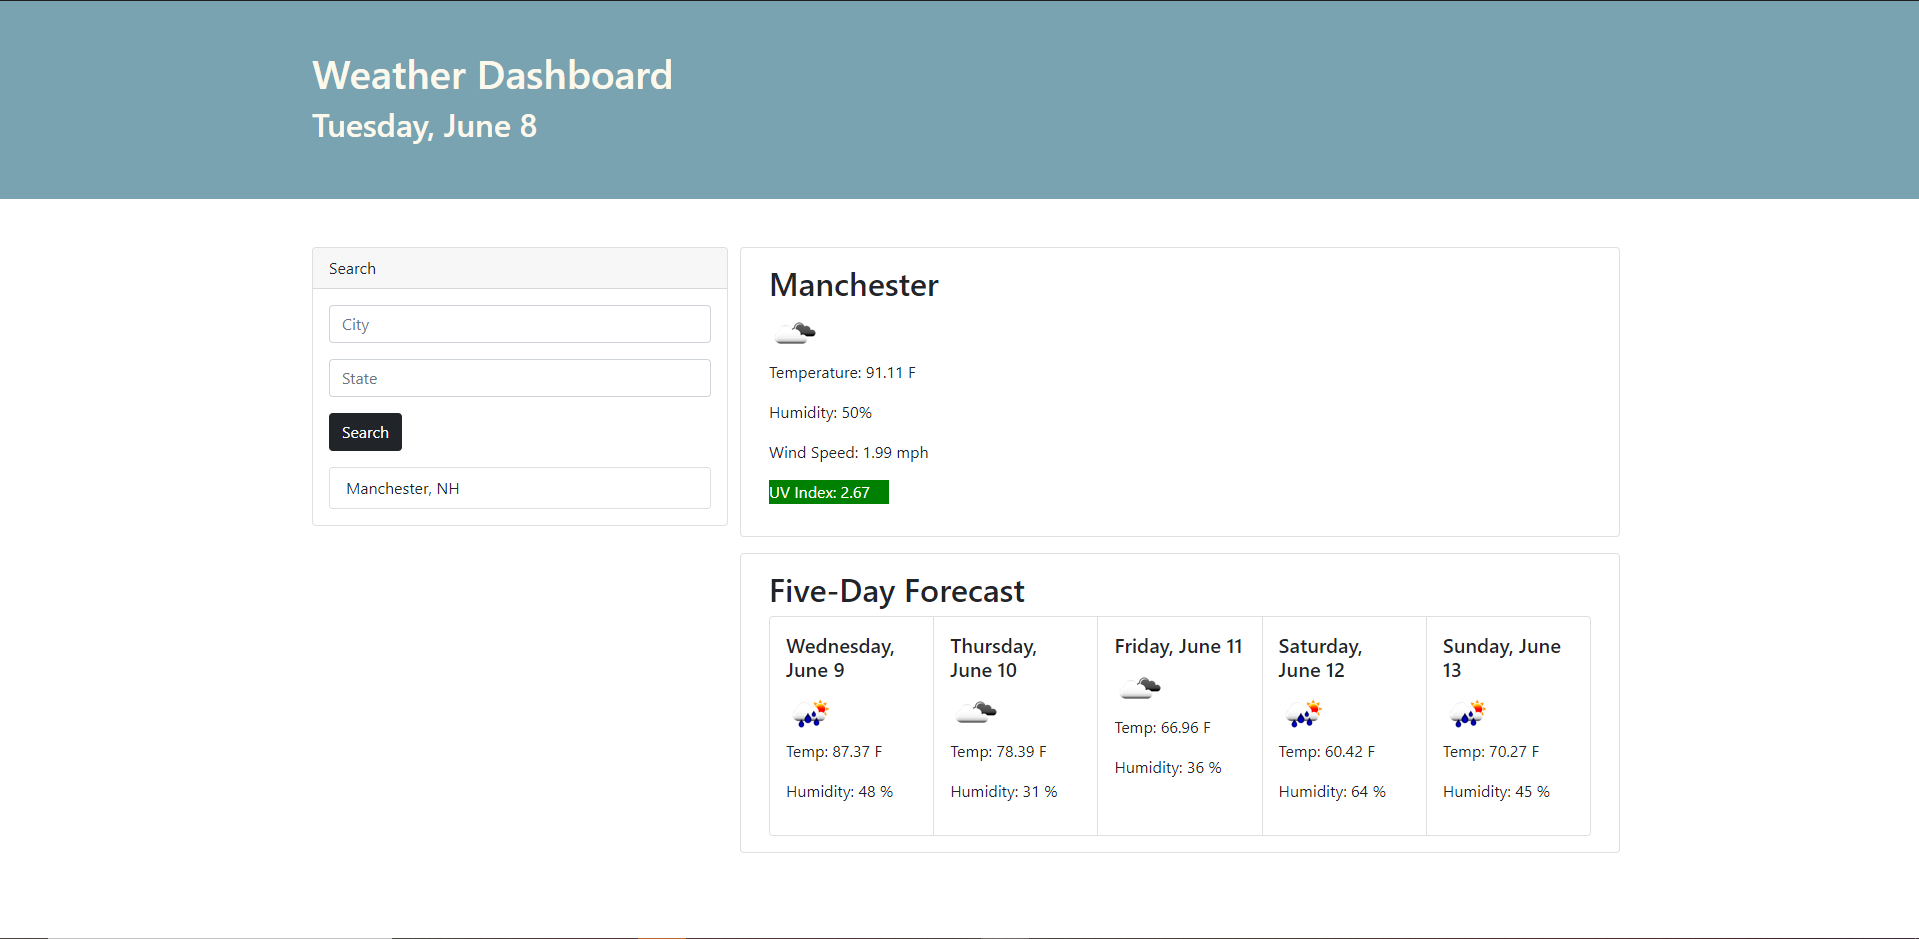 Weather Dashboard
Tuesday, June 8
Search
City
State
Search
Manchester, NH
Manchester
Temperature: 91.11 F
Humidity: 50%
Wind Speed: 1.99 mph
UV Index: 2.67
Five-Day Forecast
Wednesday,
June 9
Temp: 87.37 F
Humidity: 48 %
Thursday,
June 10
Temp: 78.39 F
Humidity: 31 %
Friday, June 11
Temp: 66.96 F
Humidity: 36 %
Saturday,
June 12
Temp: 60.42 F
Humidity: 64 %
Sunday, June
13
Temp: 70.27 F
Humidity: 45 %